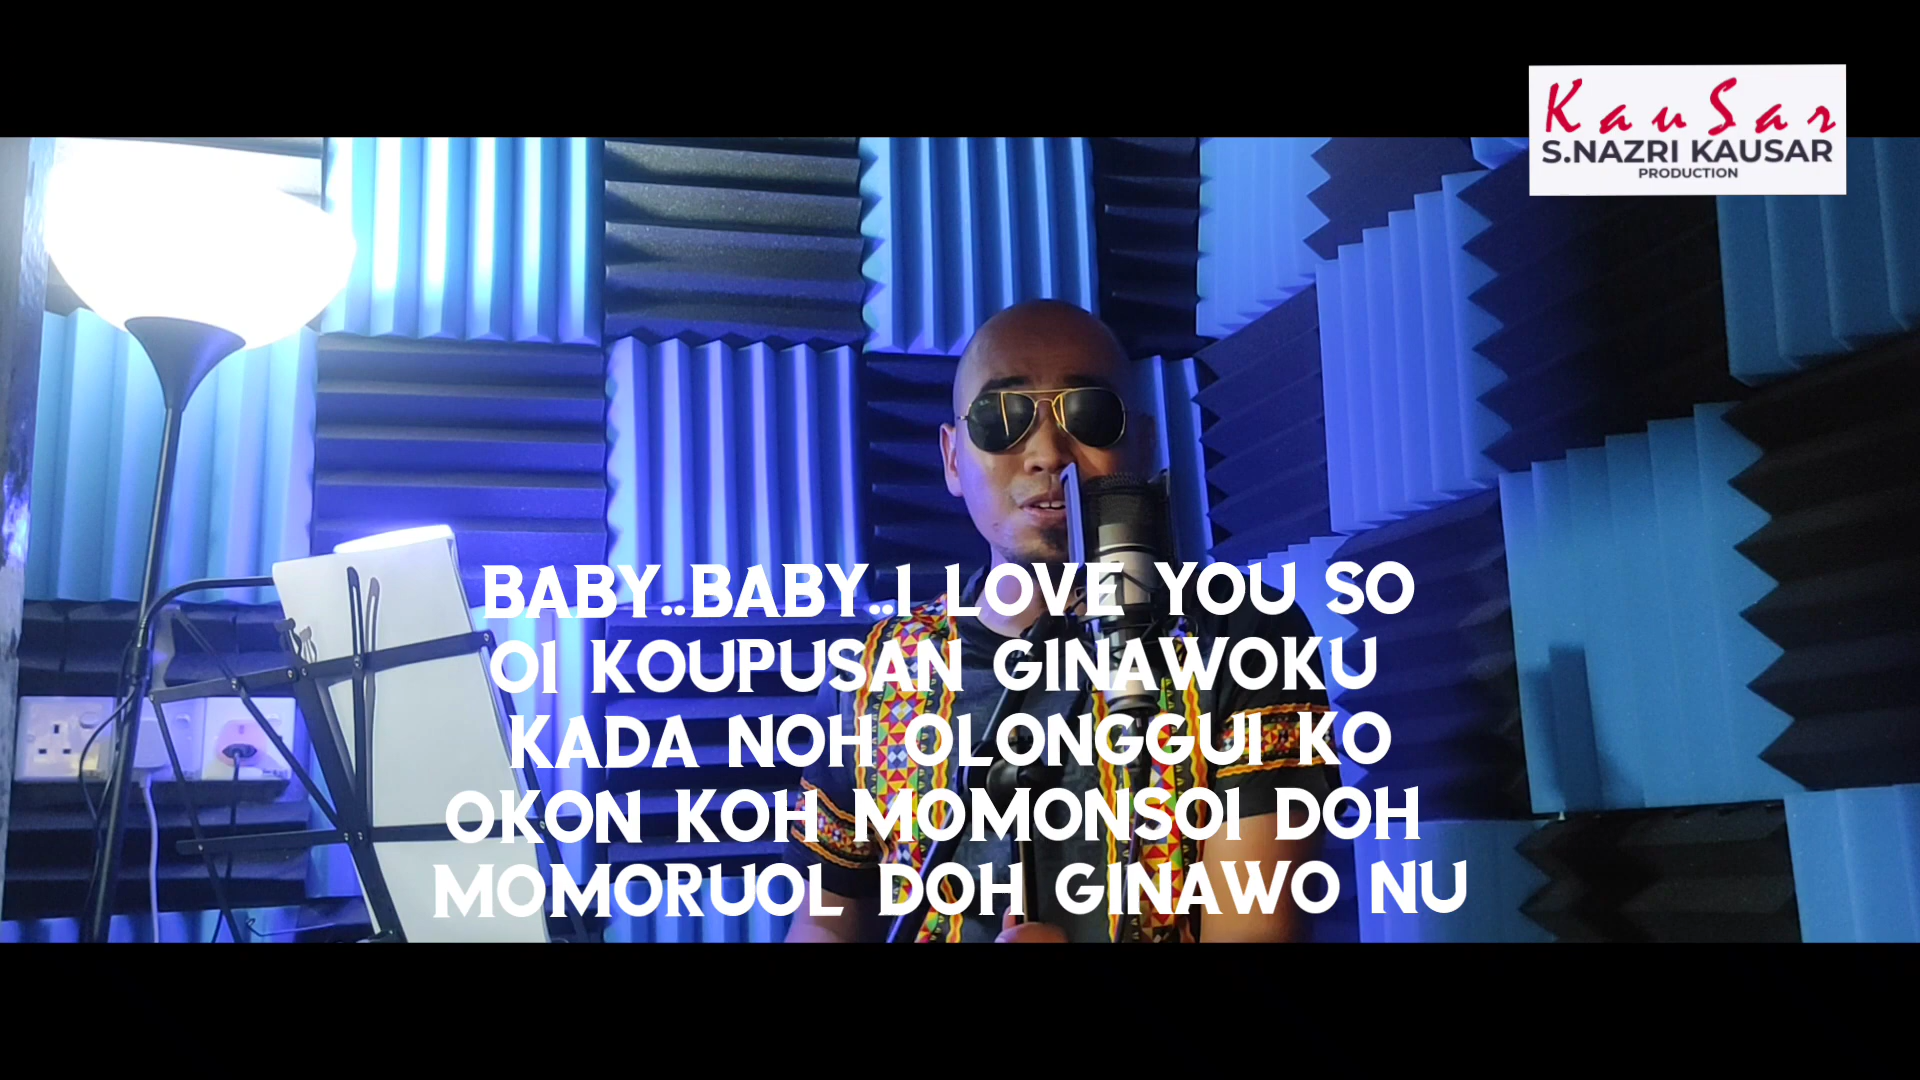 KauSar
S.NAZRI KAUSAR
PRODUCTION
BABY..BABY..I LOVE YOU SO
OI KOUPUSAN GINAWOKU
KADA NOH OLONGGUI KO
OKON KOH MOMONSOI DOH
MOMORUOL DOH GINAWO NU